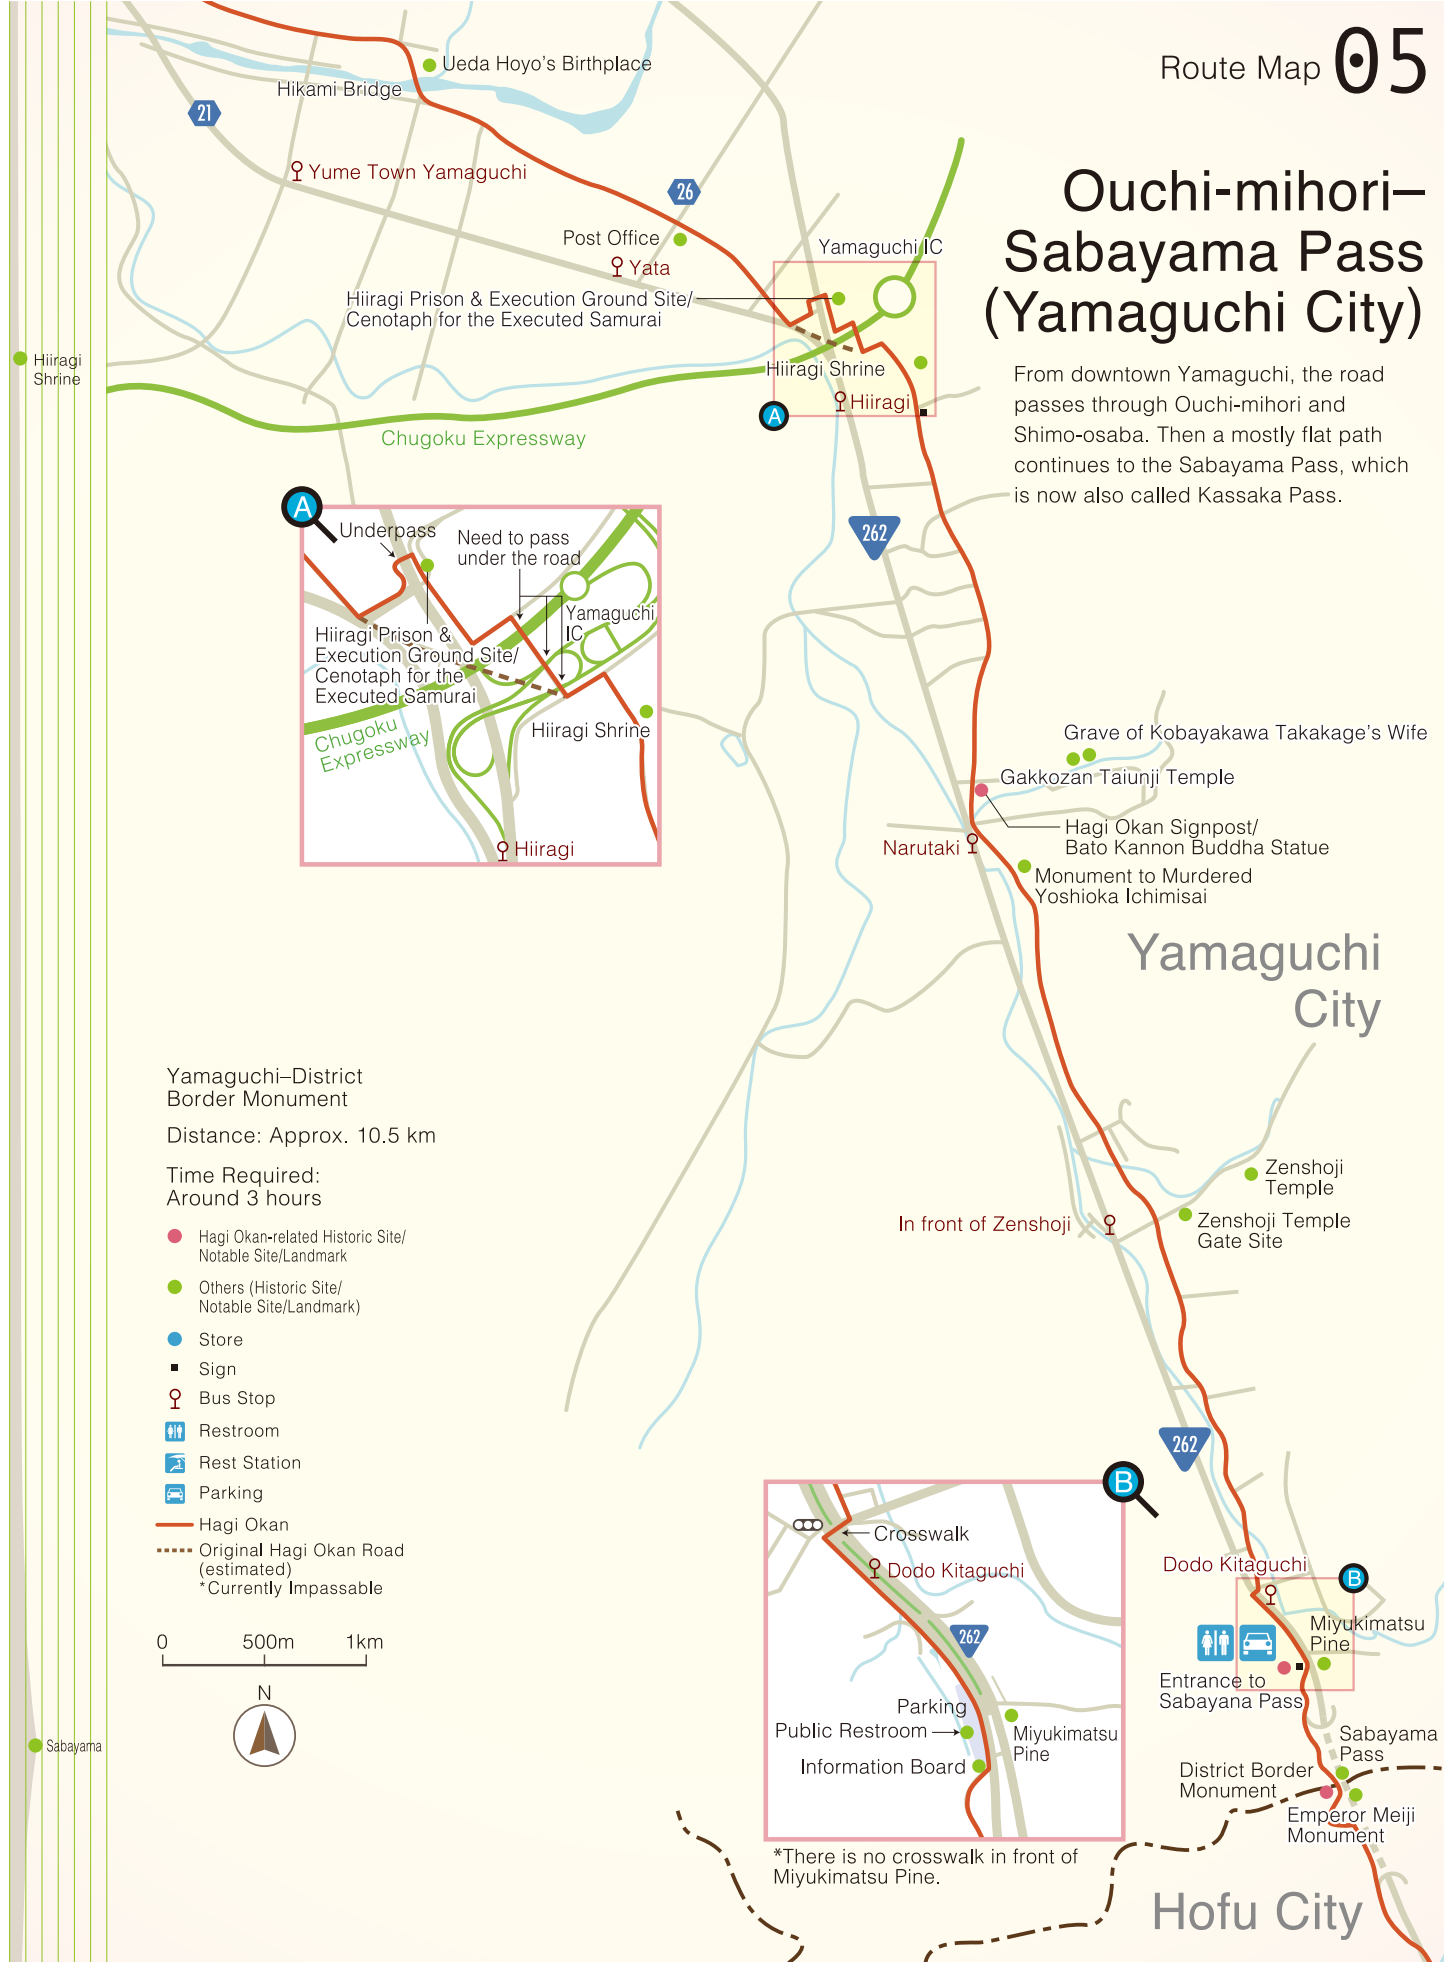 Route Map 05
Ouchi-mihori–
Sabayama Pass
(Yamaguchi City)
From downtown Yamaguchi, the road
passes through Ouchi-mihori and
Shimo-osaba. Then a mostly flat path
continues to the Sabayama Pass, which
is now also called Kassaka Pass.
Ueda Hoyo's Birthplace
Hikami Bridge
21
Yume Town Yamaguchi
26
Post Office
Yata
Yamaguchi IC
Hiiragi Prison & Execution Ground Site/
Cenotaph for the Executed Samurai
Hiiragi Shrine
Hiiragi
A
Chugoku Expressway
Hiiragi
Shrine
262
A
Underpass
Need to pass
under the road
Yamaguchi
IC
Hiiragi Prison &
Execution Ground Site/
Cenotaph for the
Executed Samurai
Chugoku
Expressway
Hiiragi Shrine
Hiiragi
Grave of Kobayakawa Takakage's Wife
Gakkozan Taiunji Temple
Hagi Okan Signpost/
Bato Kannon Buddha Statue
Narutaki
Monument to Murdered
Yoshioka Ichimisai
Yamaguchi
City
Zenshoji
Temple
In front of Zenshoji
Zenshoji Temple
Gate Site
Yamaguchi–District
Border Monument
Distance: Approx. 10.5 km
Time Required:
Around 3 hours
Hagi Okan-related Historic Site/
Notable Site/Landmark
Others (Historic Site/
Notable Site/Landmark)
Store
Sign
Bus Stop
Restroom
Rest Station
Parking
Hagi Okan
Original Hagi Okan Road
(estimated)
*Currently Impassable
0 500m 1km
N
Sabayama
262
B
Crosswalk
Dodo Kitaguchi
262
Parking
Public Restroom
Information Board
Miyukimatsu
Pine
*There is no crosswalk in front of
Miyukimatsu Pine.
Dodo Kitaguchi
B
Miyukimatsu
Pine
Entrance to
Sabayana Pass
Sabayama
Pass
District Border
Monument
Emperor Meiji
Monument
Hofu City